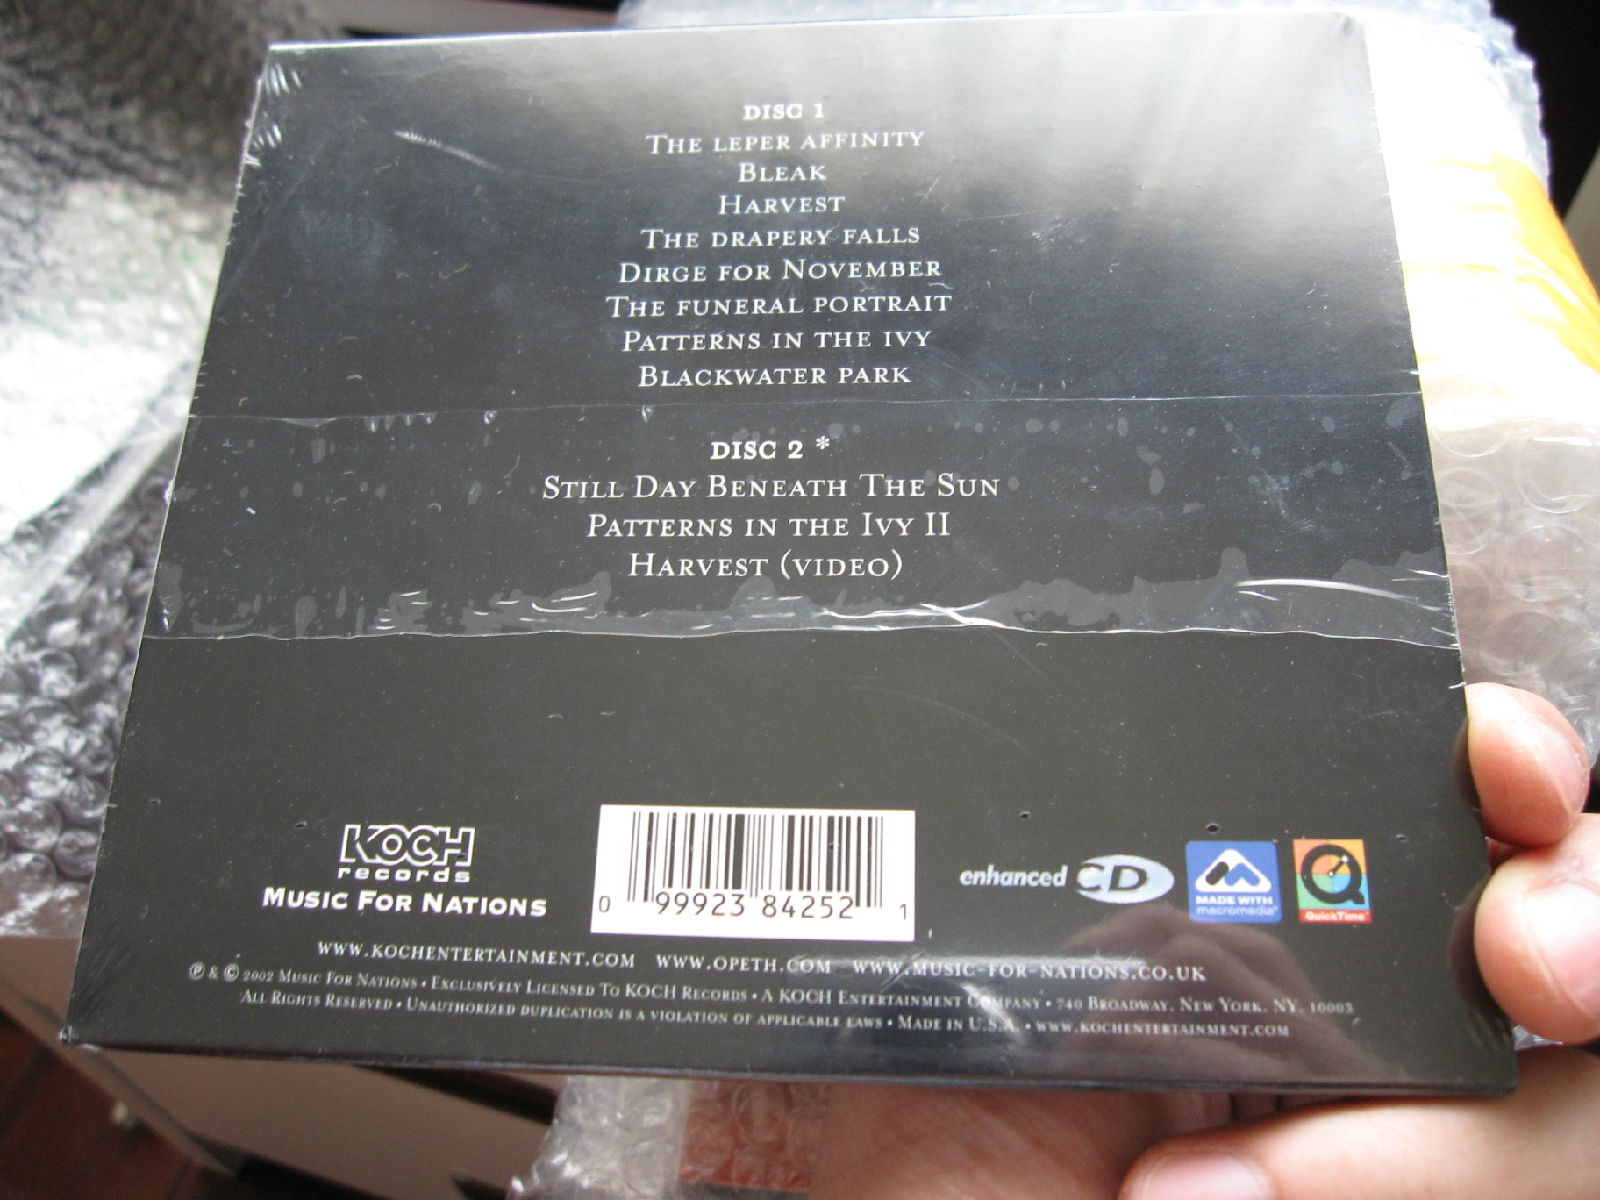 DISC 1
THE LEPER AFFINITY
BLEAK
HARVEST
THE DRAPERY FALLS
DIRGE FOR NOVEMBER
THE FUNERAL PORTRAIT
PATTERNS IN THE IVY
BLACKWATER PARK
DISC 2 *
STILL DAY BENEATH THE SUN
PATTERNS IN THE IVY II
HARVEST (VIDEO)
KOCH
records
MUSIC FOR NATIONS
0 99923 84252 1
enhanced CD
MADE WITH
macromedia
QuickTime
WWW.KOCHENTERTAINMENT.COM WWW.OPETH.COM WWW.MUSIC-FOR-NATIONS.CO.UK
℗ & © 2002 MUSIC FOR NATIONS • EXCLUSIVELY LICENSED TO KOCH RECORDS • A KOCH ENTERTAINMENT COMPANY • 740 BROADWAY, NEW YORK, NY, 10003
ALL RIGHTS RESERVED • UNAUTHORIZED DUPLICATION IS A VIOLATION OF APPLICABLE LAWS • MADE IN U.S.A. • WWW.KOCHENTERTAINMENT.COM